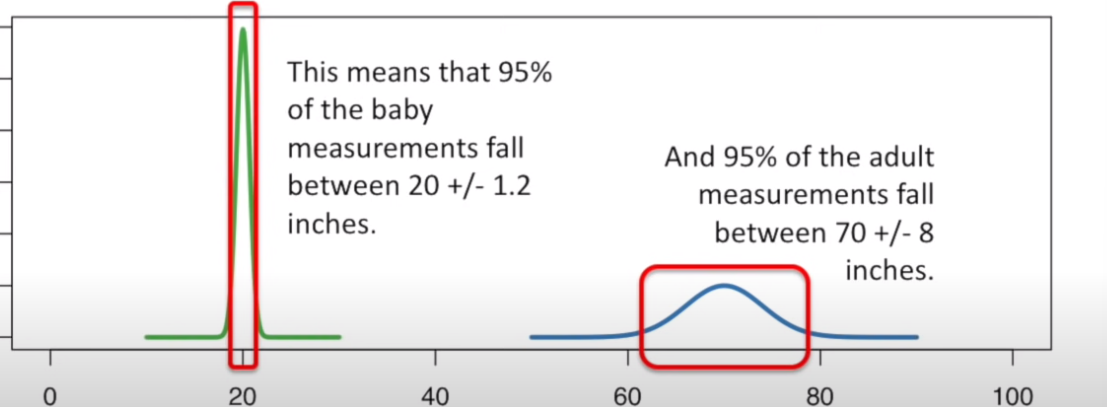 This means that 95%
of the baby
measurements fall
between 20 +/- 1.2
inches.
And 95% of the adult
measurements fall
between 70 +/- 8
inches.
0 20 40 60 80 100